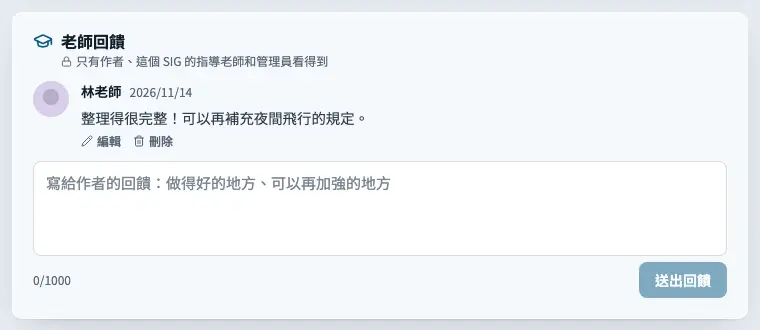 老師回饋
只有作者、這個 SIG 的指導老師和管理員看得到
林老師 2026/11/14
整理得很完整！可以再補充夜間飛行的規定。
編輯 刪除
寫給作者的回饋：做得好的地方、可以再加強的地方
0/1000 送出回饋